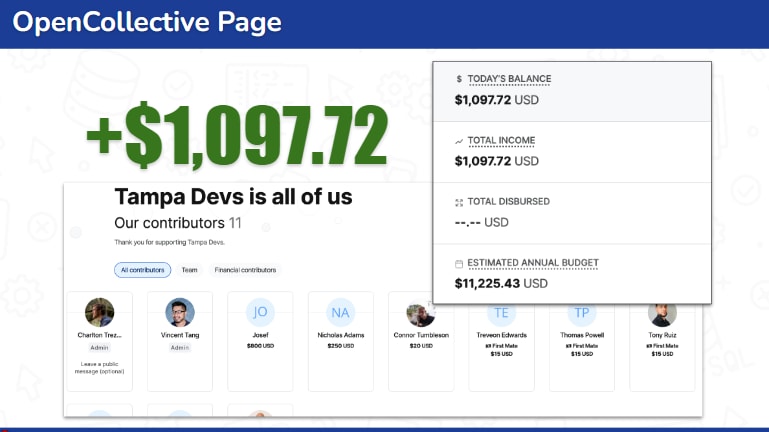 OpenCollective Page
+$1,097.72
$ TODAY'S BALANCE
$1,097.72 USD
TOTAL INCOME
$1,097.72 USD
TOTAL DISBURSED
--.-- USD
ESTIMATED ANNUAL BUDGET
$11,225.43 USD
Tampa Devs is all of us
Our contributors 11
Thank you for supporting Tampa Devs.
All contributors Team Financial contributors
Charlton Trez...
Admin
Leave a public
message (optional)
Vincent Tang
Admin
JO
Josef
$800 USD
NA
Nicholas Adams
$250 USD
Connor Tumbleson
$20 USD
TE
Treveon Edwards
First Mate
$15 USD
TP
Thomas Powell
First Mate
$15 USD
Tony Ruiz
First Mate
$15 USD
SQL